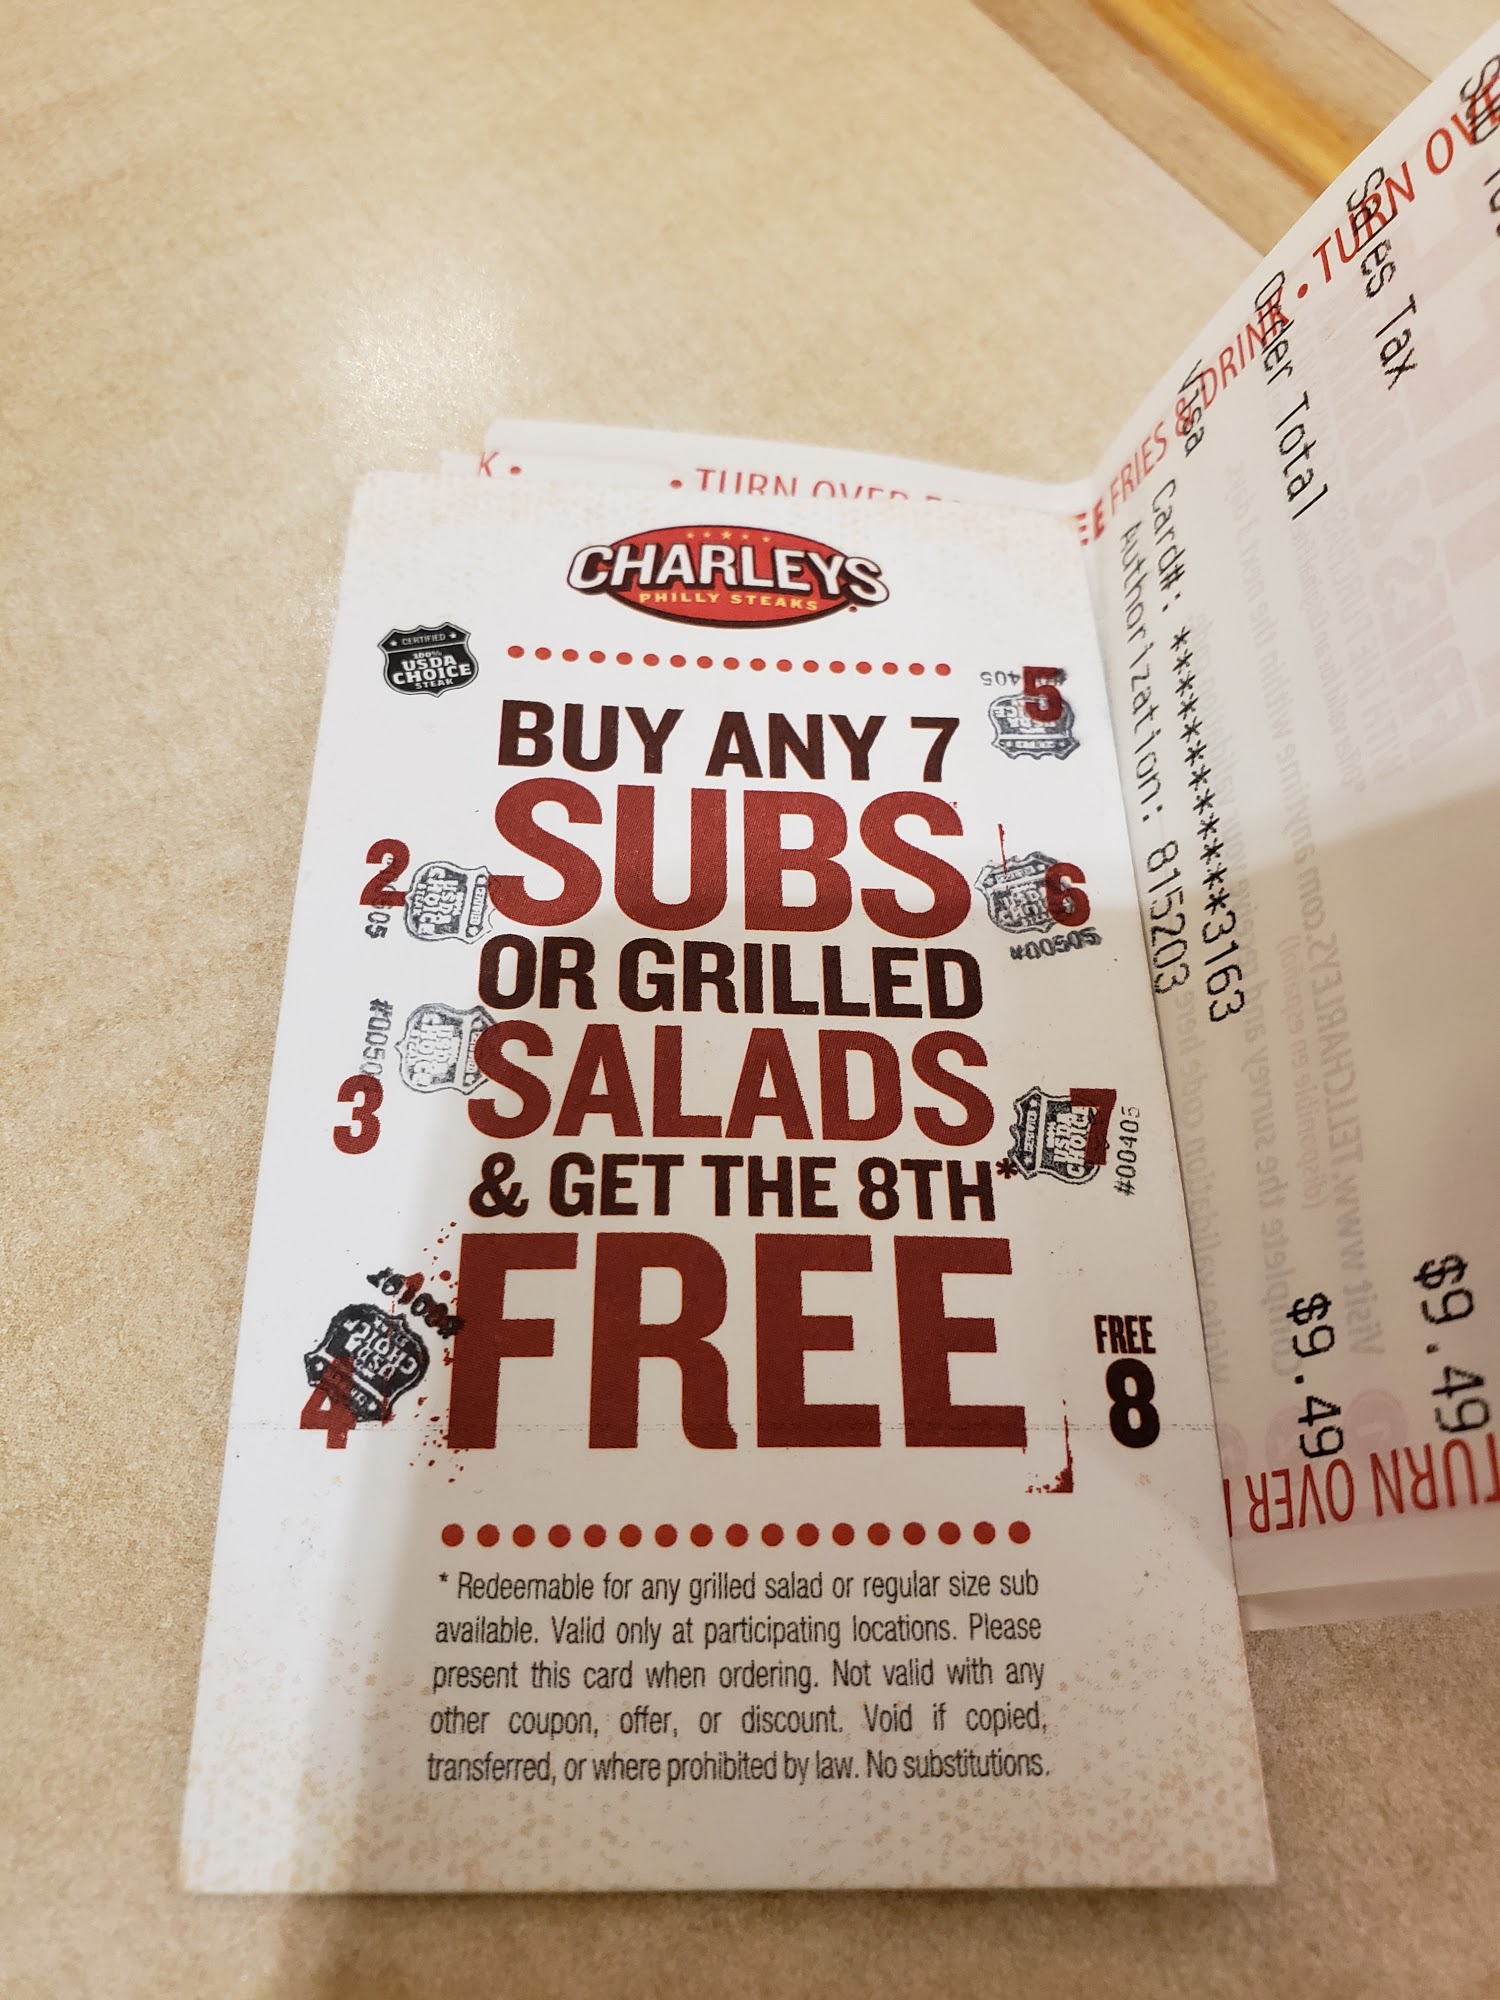 CHARLEYS
PHILLY STEAKS
CERTIFIED
100%
USDA
CHOICE
STEAK
BUY ANY 7
SUBS
OR GRILLED
SALADS
& GET THE 8TH*
FREE
2
3
#0050
4
5
6
#00505
7
#00405
FREE
8
* Redeemable for any grilled salad or regular size sub
available. Valid only at participating locations. Please
present this card when ordering. Not valid with any
other coupon, offer, or discount. Void if copied,
transferred, or where prohibited by law. No substitutions.
K • • TURN OVER
FRIES & DRINK • TURN OVE
Sales Tax
Order Total
$9.49
Visa
$9.49
Card#: ************3163
Authorization: 815203
TURN OVER